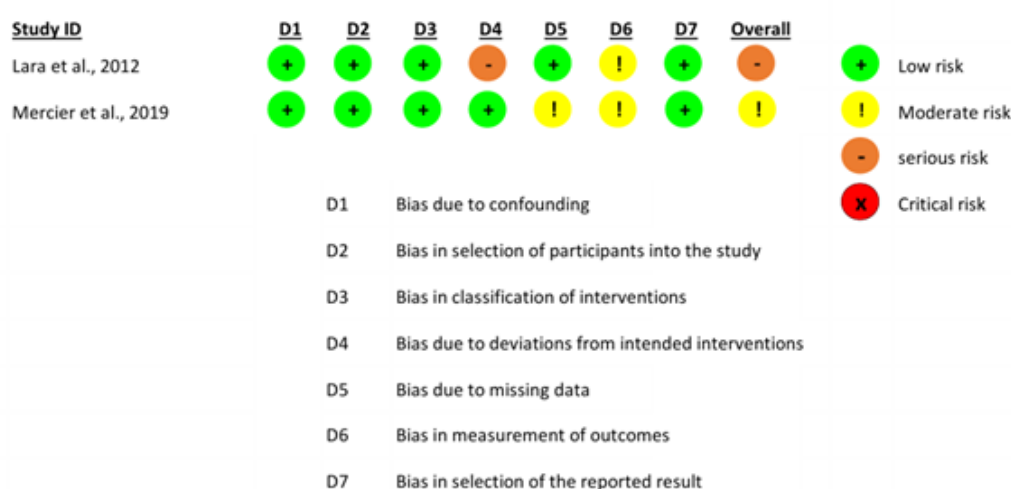 Study ID D1 D2 D3 D4 D5 D6 D7 Overall
Lara et al., 2012 + + + - + ! + - + Low risk
Mercier et al., 2019 + + + + ! ! + ! ! Moderate risk
- serious risk
D1 Bias due to confounding X Critical risk
D2 Bias in selection of participants into the study
D3 Bias in classification of interventions
D4 Bias due to deviations from intended interventions
D5 Bias due to missing data
D6 Bias in measurement of outcomes
D7 Bias in selection of the reported result